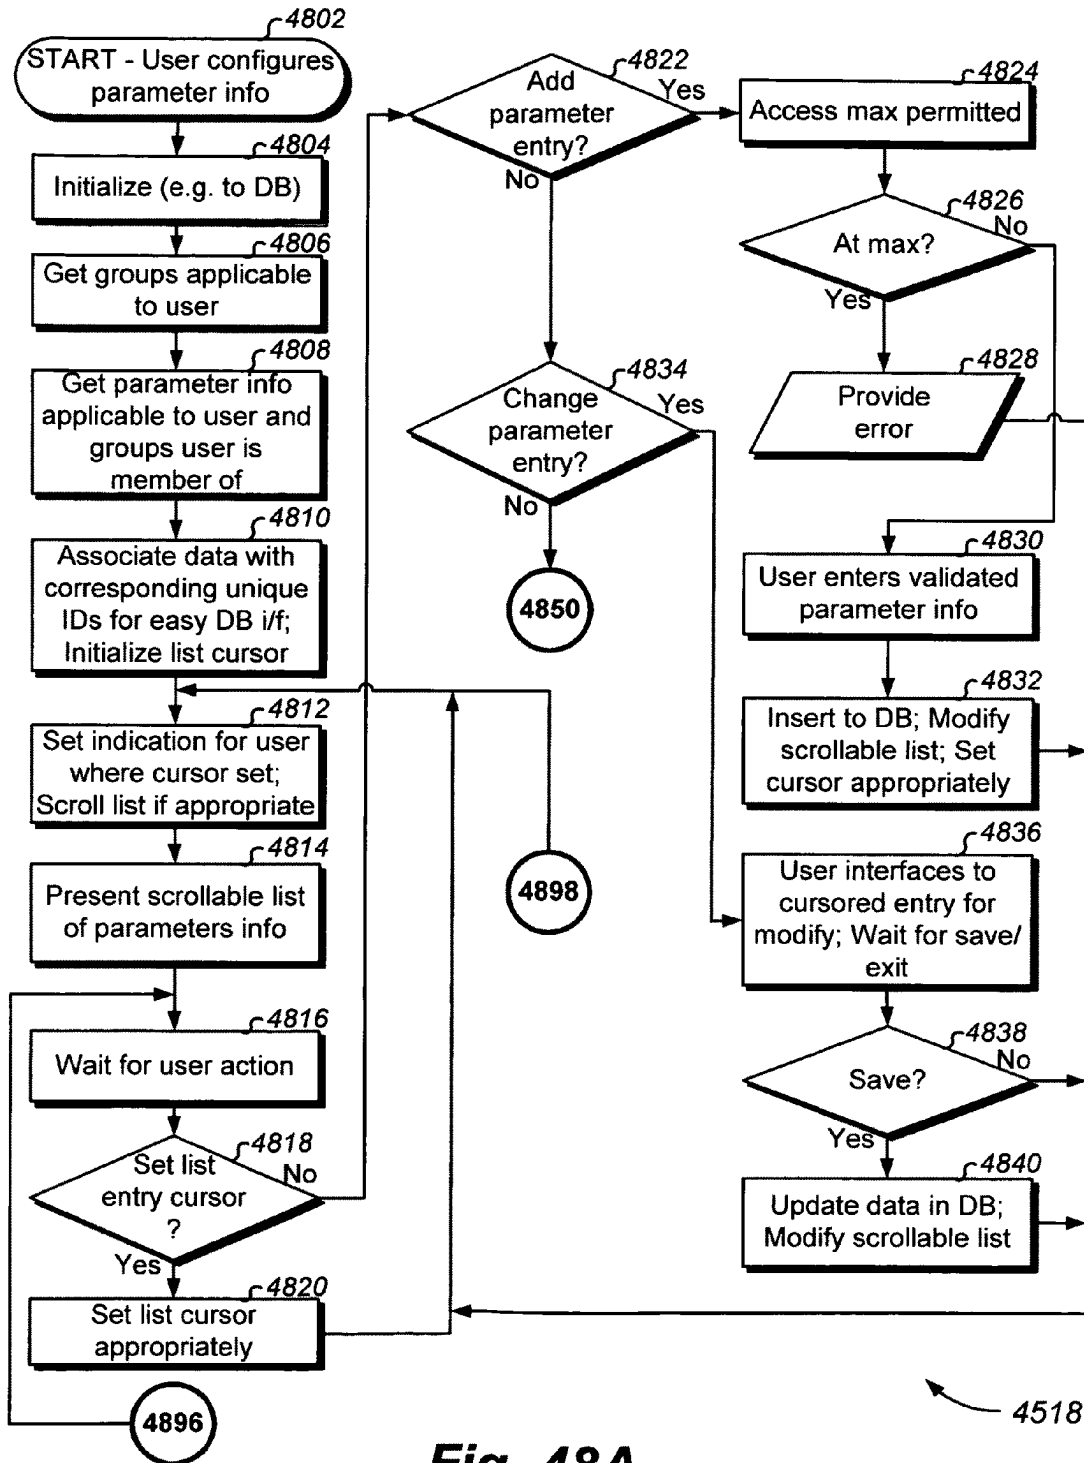 4802
START - User configures
parameter info
4804
Initialize (e.g. to DB)
4806
Get groups applicable
to user
4808
Get parameter info
applicable to user and
groups user is
member of
4810
Associate data with
corresponding unique
IDs for easy DB i/f;
Initialize list cursor
4812
Set indication for user
where cursor set;
Scroll list if appropriate
4814
Present scrollable list
of parameters info
4816
Wait for user action
4818
Set list
entry cursor
?
No
Yes
4820
Set list cursor
appropriately
4896
4822
Add
parameter
entry?
Yes
No
4834
Change
parameter
entry?
Yes
No
4850
4898
4824
Access max permitted
4826
At max?
No
Yes
4828
Provide
error
4830
User enters validated
parameter info
4832
Insert to DB; Modify
scrollable list; Set
cursor appropriately
4836
User interfaces to
cursored entry for
modify; Wait for save/
exit
4838
Save?
No
Yes
4840
Update data in DB;
Modify scrollable list
4518
Fig. 48A